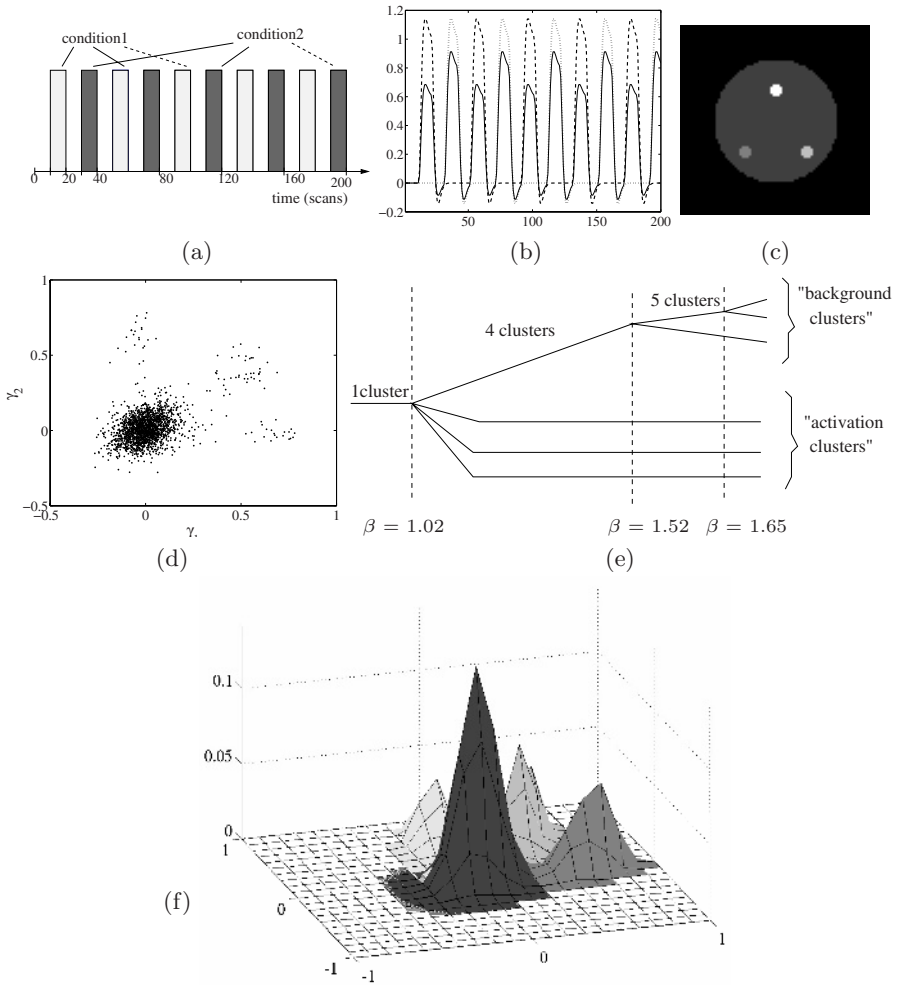 condition1 condition2
0 20 40 80 120 160 200
time (scans)
(a)
1.2
1
0.8
0.6
0.4
0.2
0
−0.2
50 100 150 200
(b)
(c)
1
0.5
0
−0.5
−0.5 0 0.5 1
γ2
γ.
(d)
1cluster
4 clusters
5 clusters
"background
clusters"
"activation
clusters"
β = 1.02 β = 1.52 β = 1.65
(e)
0.1
0.05
0
1
0
-1
-1
0
1
(f)